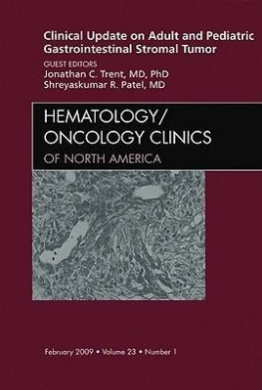 Clinical Update on Adult and Pediatric
Gastrointestinal Stromal Tumor
GUEST EDITORS
Jonathan C. Trent, MD, PhD
Shreyaskumar R. Patel, MD
HEMATOLOGY/
ONCOLOGY CLINICS
OF NORTH AMERICA
February 2009 • Volume 23 • Number 1